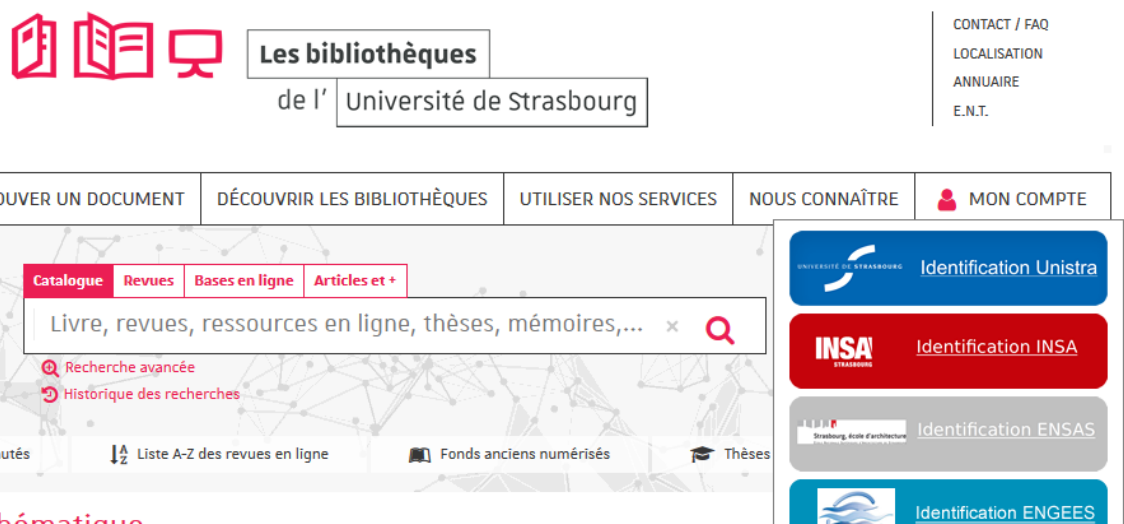 CONTACT / FAQ
LOCALISATION
ANNUAIRE
E.N.T.
Les bibliothèques
de l' Université de Strasbourg
UN DOCUMENT
DÉCOUVRIR LES BIBLIOTHÈQUES
UTILISER NOS SERVICES
NOUS CONNAÎTRE
MON COMPTE
Catalogue
Revues
Bases en ligne
Articles et +
Livre, revues, ressources en ligne, thèses, mémoires,... ×
Recherche avancée
Historique des recherches
UNIVERSITÉ DE STRASBOURG
Identification Unistra
INSA
STRASBOURG
Identification INSA
Strasbourg, école d'architecture
Identification ENSAS
Identification ENGEES
Liste A-Z des revues en ligne
Fonds anciens numérisés
Thèses